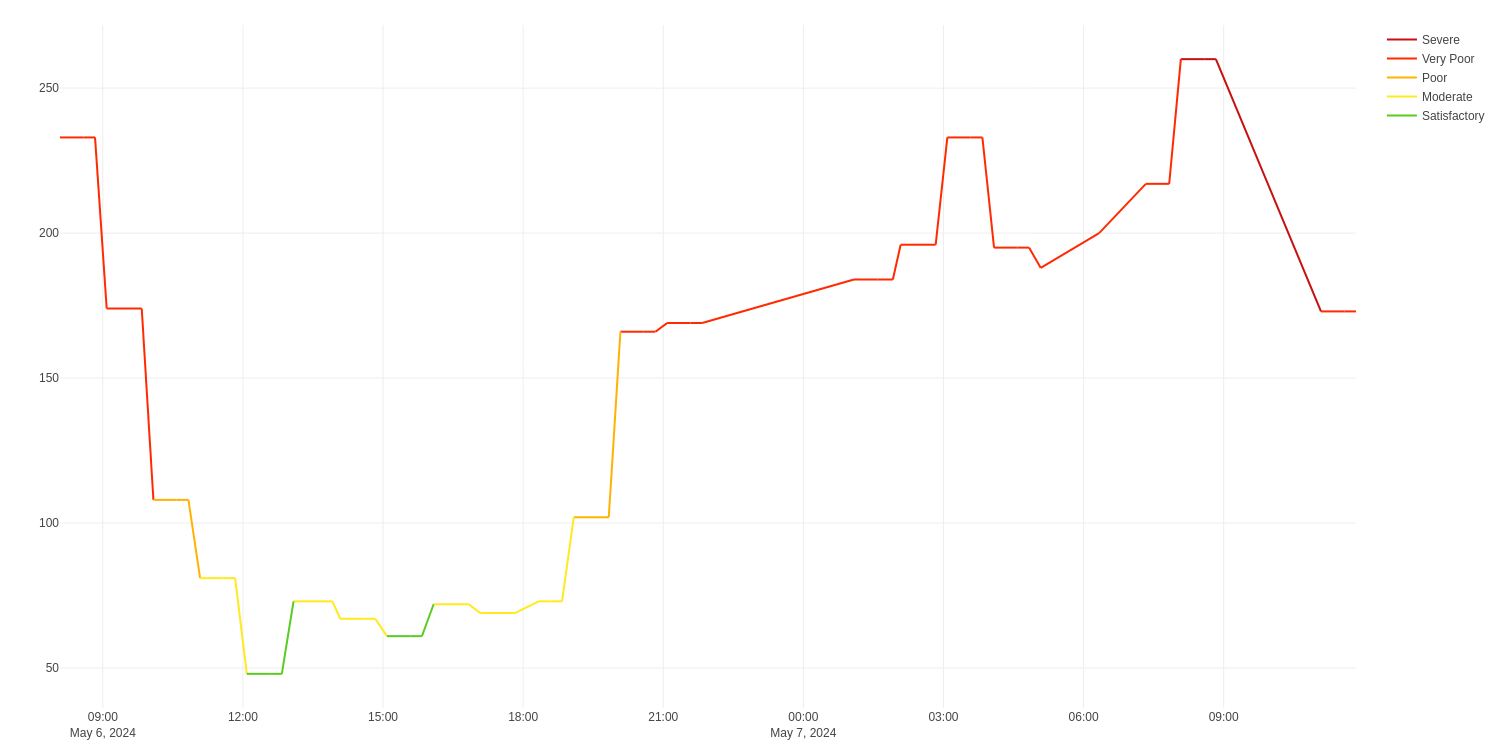 Severe
Very Poor
Poor
Moderate
Satisfactory
250
200
150
100
50
09:00
12:00
15:00
18:00
21:00
00:00
03:00
06:00
09:00
May 6, 2024
May 7, 2024